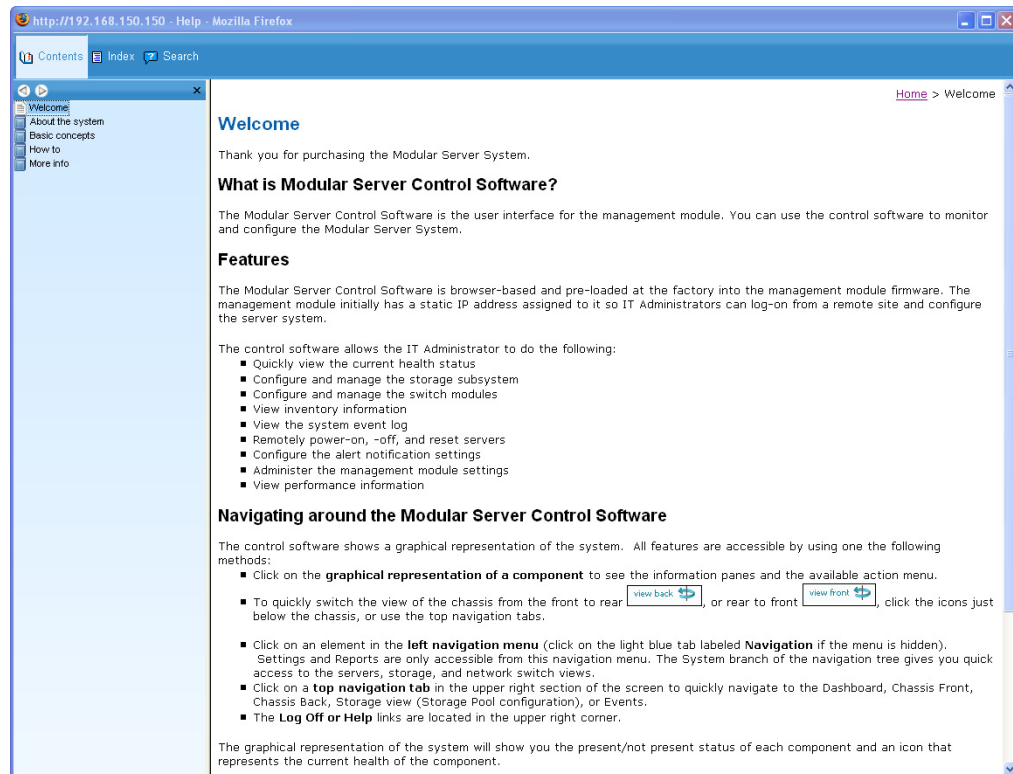 http://192.168.150.150 - Help - Mozilla Firefox
Contents Index Search
Welcome
About the system
Basic concepts
How to
More info
Home > Welcome
Welcome
Thank you for purchasing the Modular Server System.
What is Modular Server Control Software?
The Modular Server Control Software is the user interface for the management module. You can use the control software to monitor
and configure the Modular Server System.
Features
The Modular Server Control Software is browser-based and pre-loaded at the factory into the management module firmware. The
management module initially has a static IP address assigned to it so IT Administrators can log-on from a remote site and configure
the server system.
The control software allows the IT Administrator to do the following:
Quickly view the current health status
Configure and manage the storage subsystem
Configure and manage the switch modules
View inventory information
View the system event log
Remotely power-on, -off, and reset servers
Configure the alert notification settings
Administer the management module settings
View performance information
Navigating around the Modular Server Control Software
The control software shows a graphical representation of the system. All features are accessible by using one the following
methods:
Click on the graphical representation of a component to see the information panes and the available action menu.
To quickly switch the view of the chassis from the front to rear view back , or rear to front view front , click the icons just
below the chassis, or use the top navigation tabs.
Click on an element in the left navigation menu (click on the light blue tab labeled Navigation if the menu is hidden).
Settings and Reports are only accessible from this navigation menu. The System branch of the navigation tree gives you quick
access to the servers, storage, and network switch views.
Click on a top navigation tab in the upper right section of the screen to quickly navigate to the Dashboard, Chassis Front,
Chassis Back, Storage view (Storage Pool configuration), or Events.
The Log Off or Help links are located in the upper right corner.
The graphical representation of the system will show you the present/not present status of each component and an icon that
represents the current health of the component.